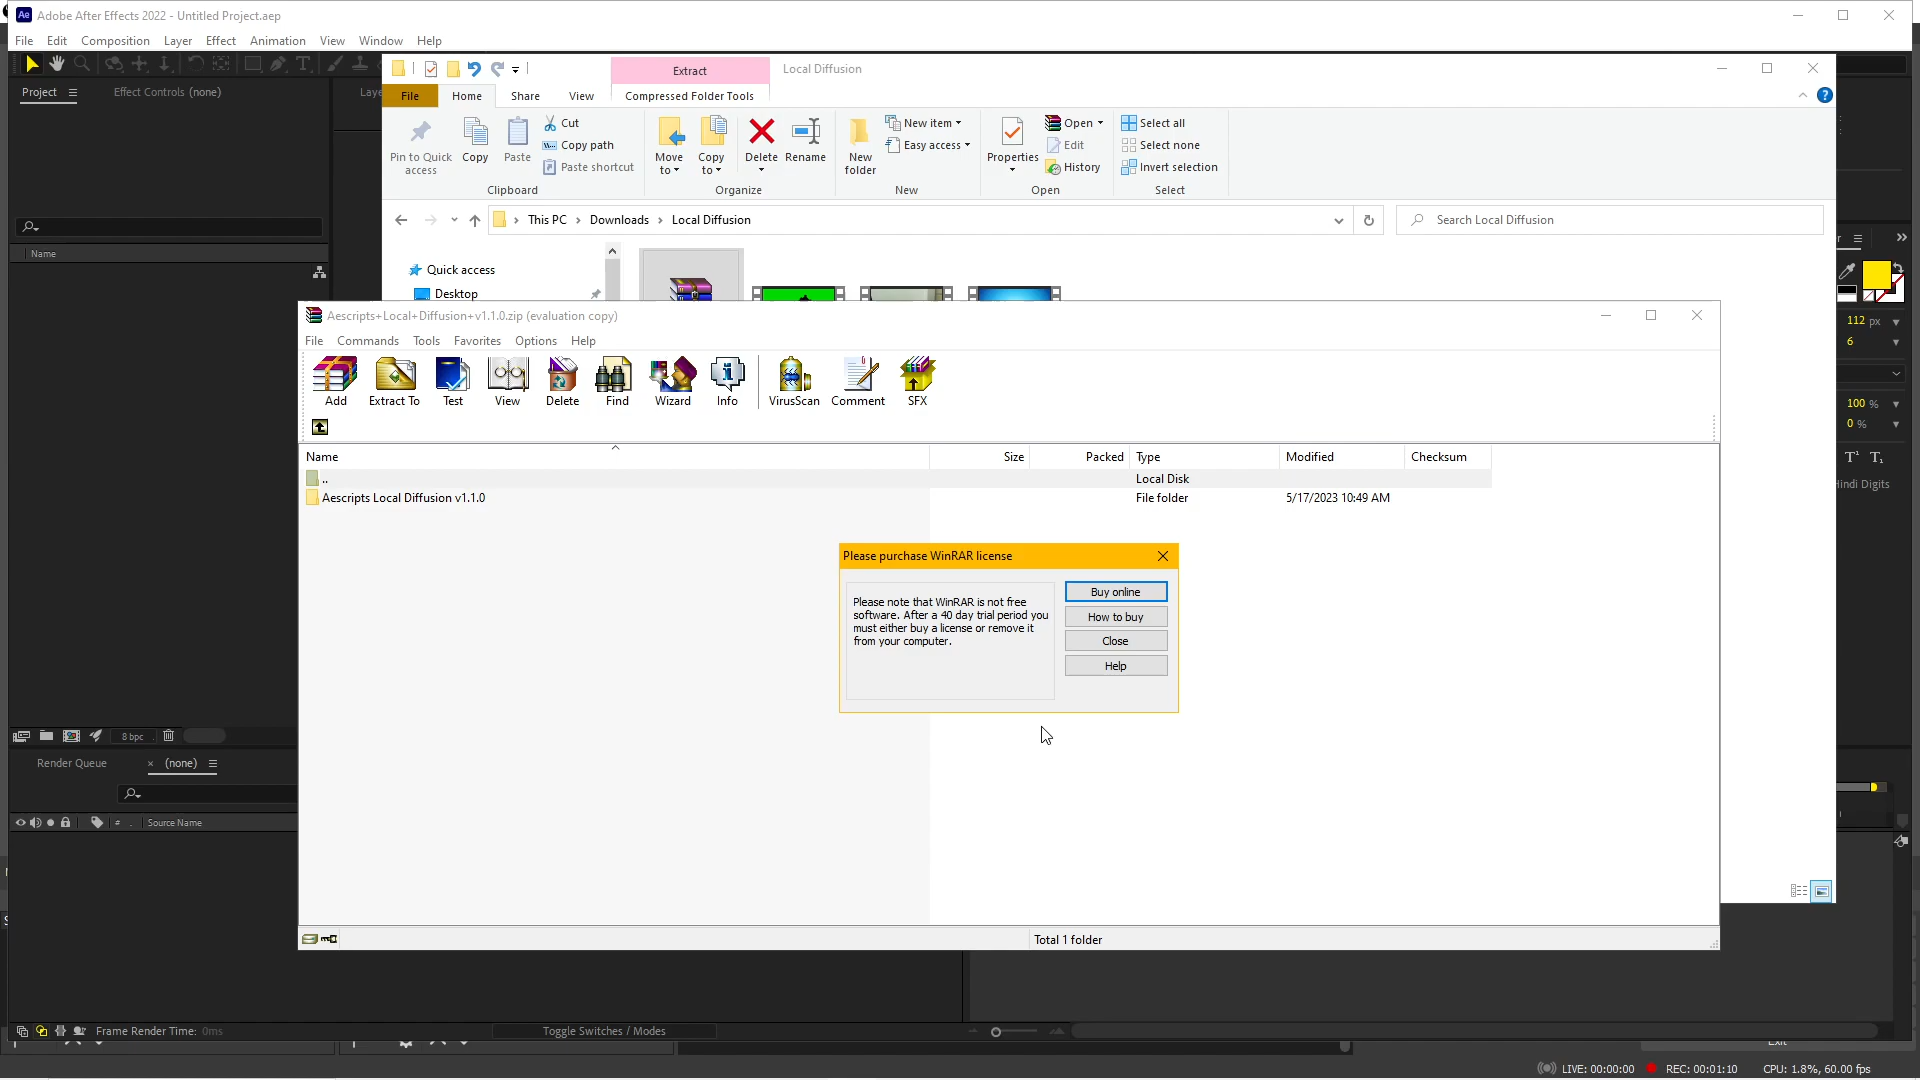 Adobe After Effects 2022 - Untitled Project.aep
File Edit Composition Layer Effect Animation View Window Help
Project
Effect Controls (none)
Name
8 bpc
Render Queue
(none)
# . Source Name
Frame Render Time: 0ms
Toggle Switches / Modes
Extract
Local Diffusion
File Home Share View Compressed Folder Tools
Pin to Quick access
Copy
Paste
Cut
Copy path
Paste shortcut
Clipboard
Move to
Copy to
Delete
Rename
Organize
New folder
New item
Easy access
New
Properties
Open
Edit
History
Open
Select all
Select none
Invert selection
Select
This PC > Downloads > Local Diffusion
Search Local Diffusion
Quick access
Desktop
Aescripts+Local+Diffusion+v1.1.0.zip (evaluation copy)
File Commands Tools Favorites Options Help
Add Extract To Test View Delete Find Wizard Info VirusScan Comment SFX
Name Size Packed Type Modified Checksum
.. Local Disk
Aescripts Local Diffusion v1.1.0 File folder 5/17/2023 10:49 AM
Please purchase WinRAR license
Please note that WinRAR is not free
software. After a 40 day trial period you
must either buy a license or remove it
from your computer.
Buy online
How to buy
Close
Help
Total 1 folder
112 px
6
100 %
0 %
Hindi Digits
Exit
LIVE: 00:00:00 REC: 00:01:10 CPU: 1.8%, 60.00 fps